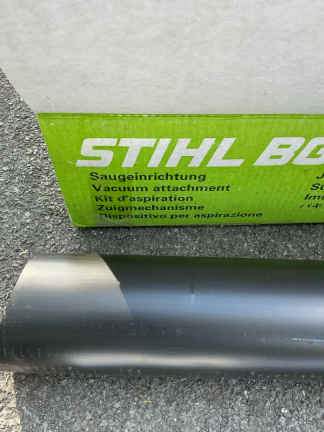 STIHL BG
Saugeinrichtung
Vacuum attachment
Kit d'aspiration
Zuigmechanisme
Dispositivo per aspirazione